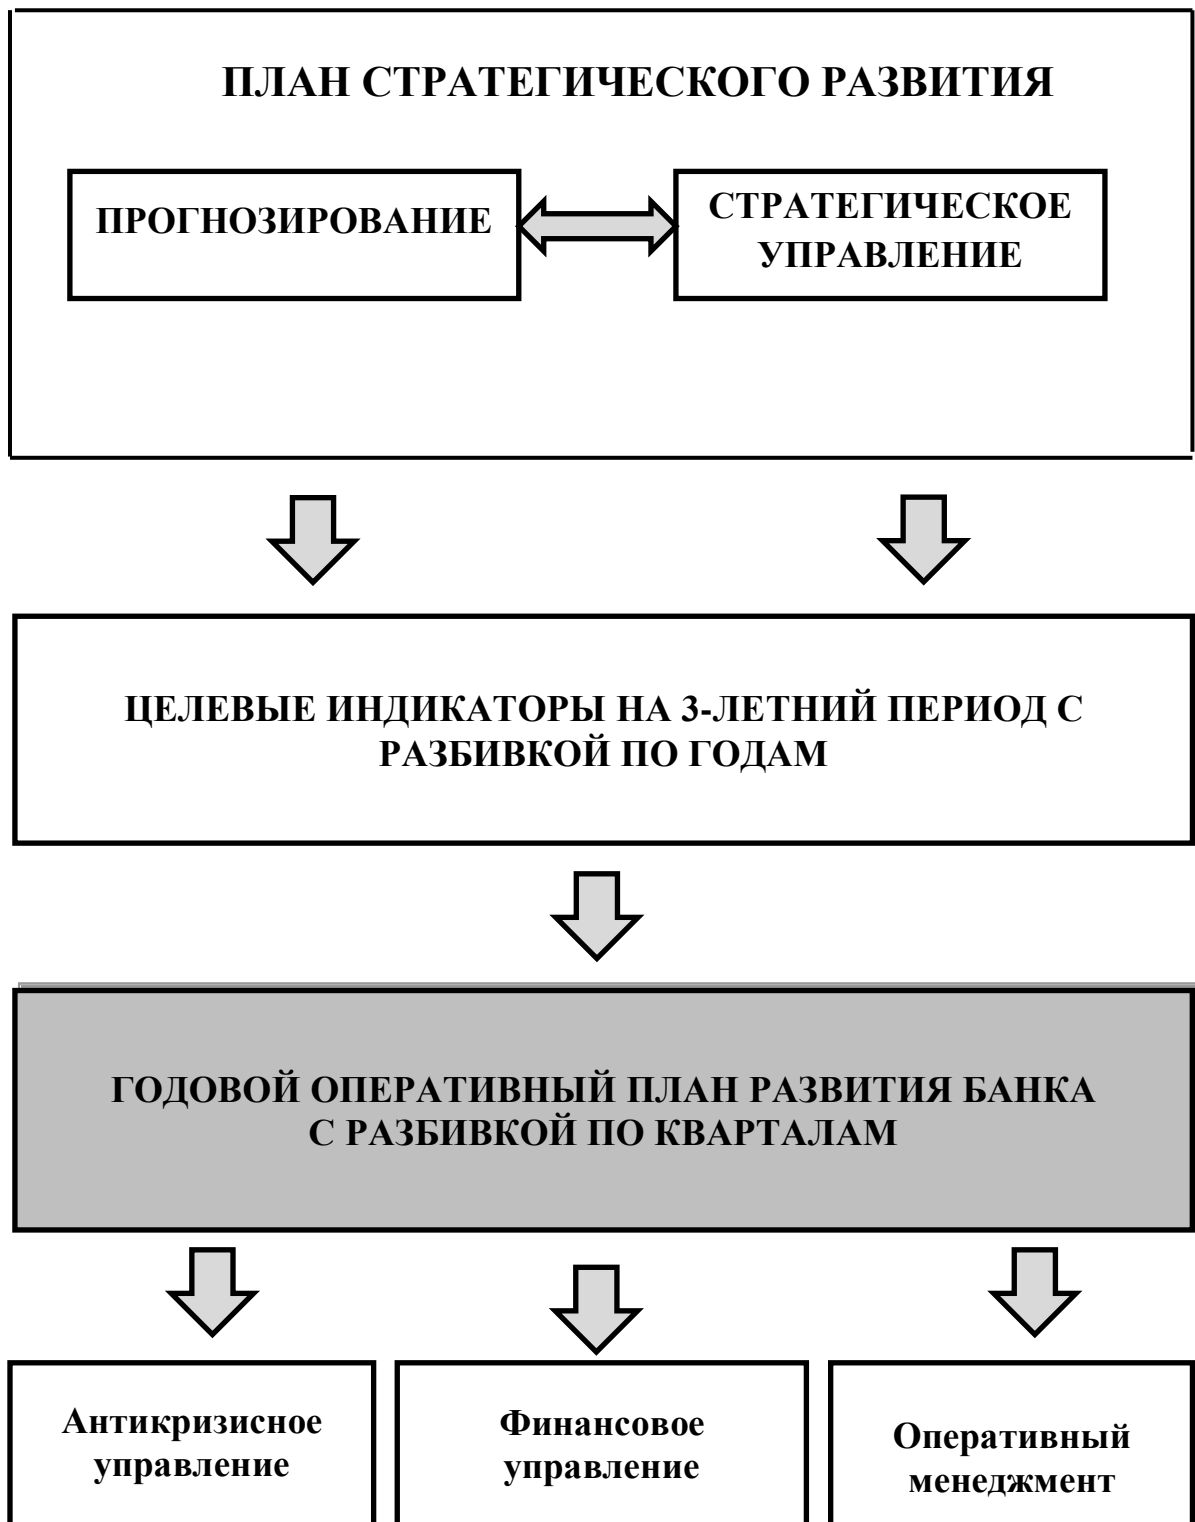 ПЛАН СТРАТЕГИЧЕСКОГО РАЗВИТИЯ
ПРОГНОЗИРОВАНИЕ
СТРАТЕГИЧЕСКОЕ
УПРАВЛЕНИЕ
ЦЕЛЕВЫЕ ИНДИКАТОРЫ НА 3-ЛЕТНИЙ ПЕРИОД С
РАЗБИВКОЙ ПО ГОДАМ
ГОДОВОЙ ОПЕРАТИВНЫЙ ПЛАН РАЗВИТИЯ БАНКА
С РАЗБИВКОЙ ПО КВАРТАЛАМ
Антикризисное
управление
Финансовое
управление
Оперативный
менеджмент